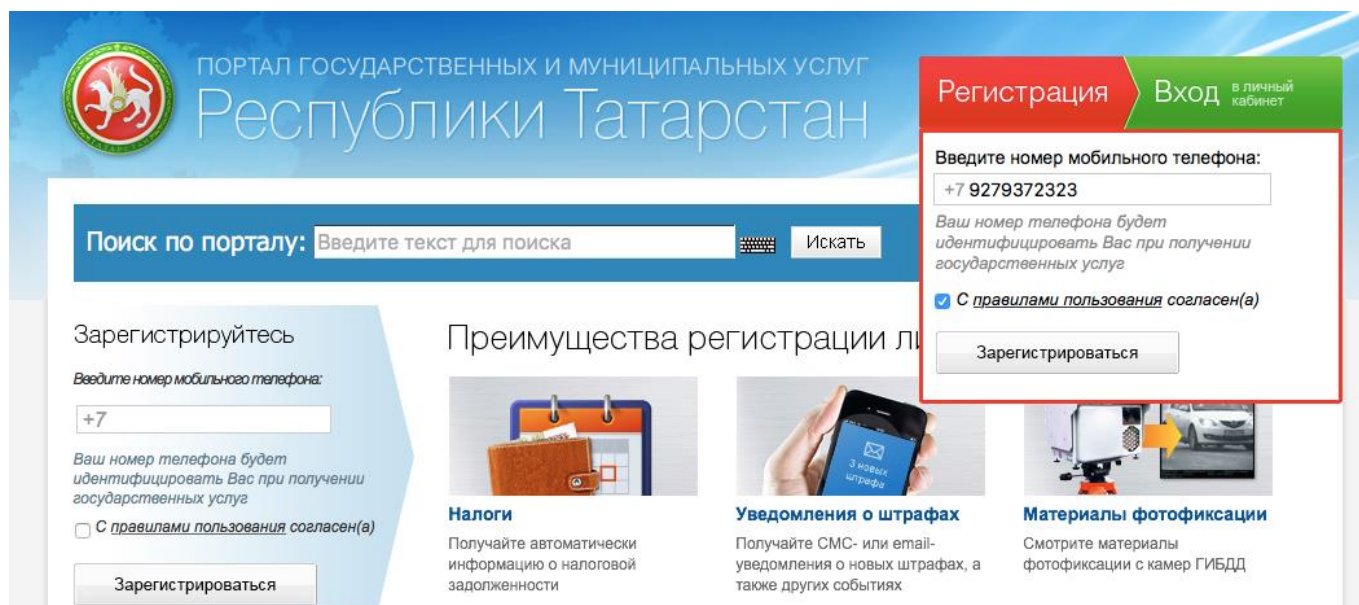 ПОРТАЛ ГОСУДАРСТВЕННЫХ И МУНИЦИПАЛЬНЫХ УСЛУГ
Республики Татарстан
ТАТАРСТАН
Регистрация
Вход в личный
кабинет
Введите номер мобильного телефона:
+7 9279372323
Ваш номер телефона будет
идентифицировать Вас при получении
государственных услуг
С правилами пользования согласен(а)
Зарегистрироваться
Поиск по порталу: Введите текст для поиска Искать
Зарегистрируйтесь
Введите номер мобильного телефона:
+7
Ваш номер телефона будет
идентифицировать Вас при получении
государственных услуг
С правилами пользования согласен(а)
Зарегистрироваться
Преимущества регистрации
3 новых
штрафа
Налоги
Получайте автоматически
информацию о налоговой
задолженности
Уведомления о штрафах
Получайте СМС- или email-
уведомления о новых штрафах, а
также других событиях
Материалы фотофиксации
Смотрите материалы
фотофиксации с камер ГИБДД